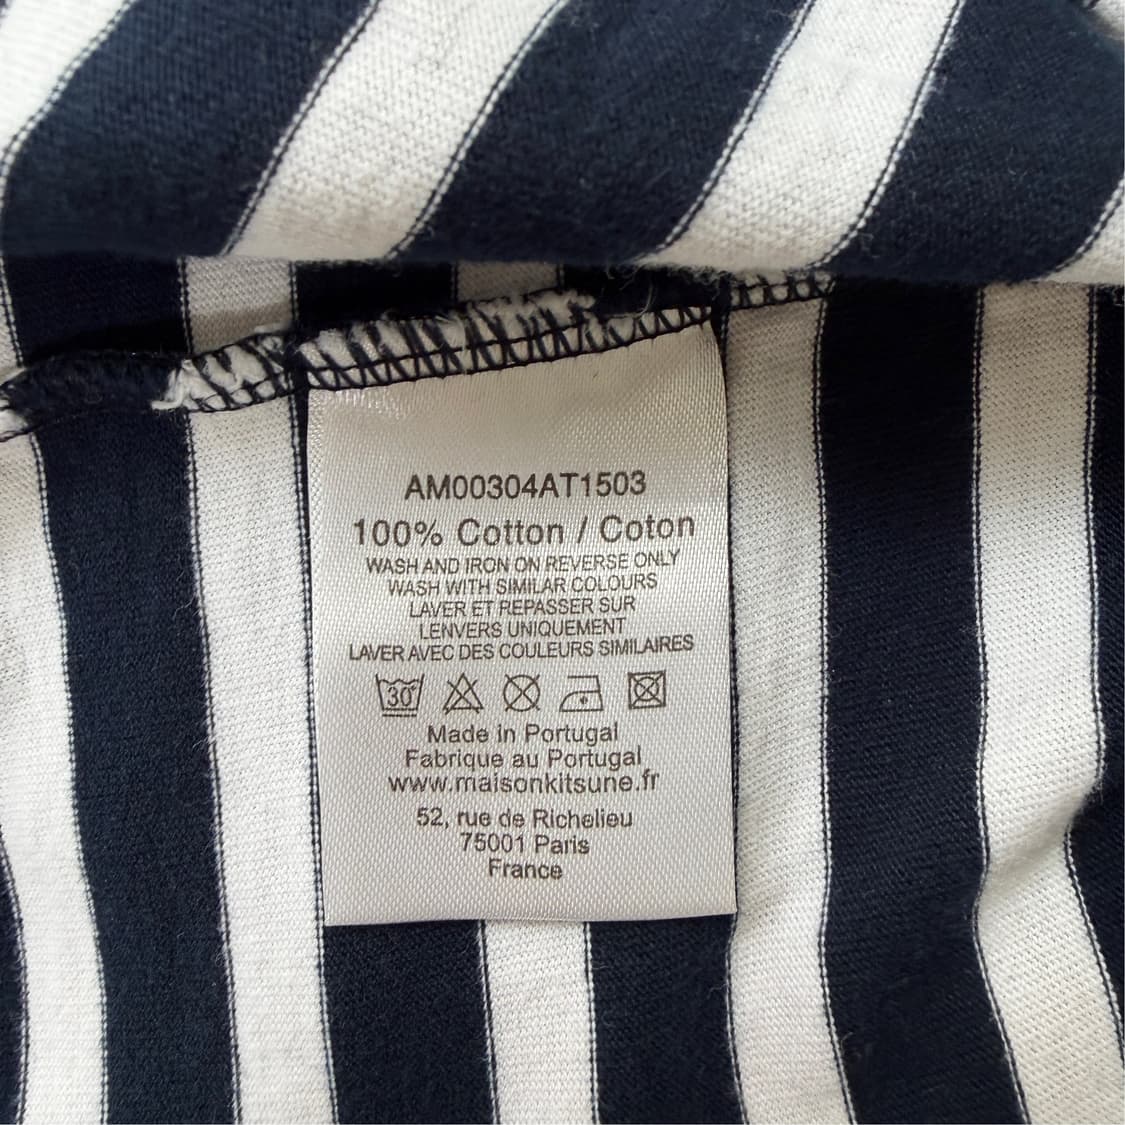 AM00304AT1503
100% Cotton / Coton
WASH AND IRON ON REVERSE ONLY
WASH WITH SIMILAR COLOURS
LAVER ET REPASSER SUR
LENVERS UNIQUEMENT
LAVER AVEC DES COULEURS SIMILAIRES
30°
Made in Portugal
Fabrique au Portugal
www.maisonkitsune.fr
52, rue de Richelieu
75001 Paris
France